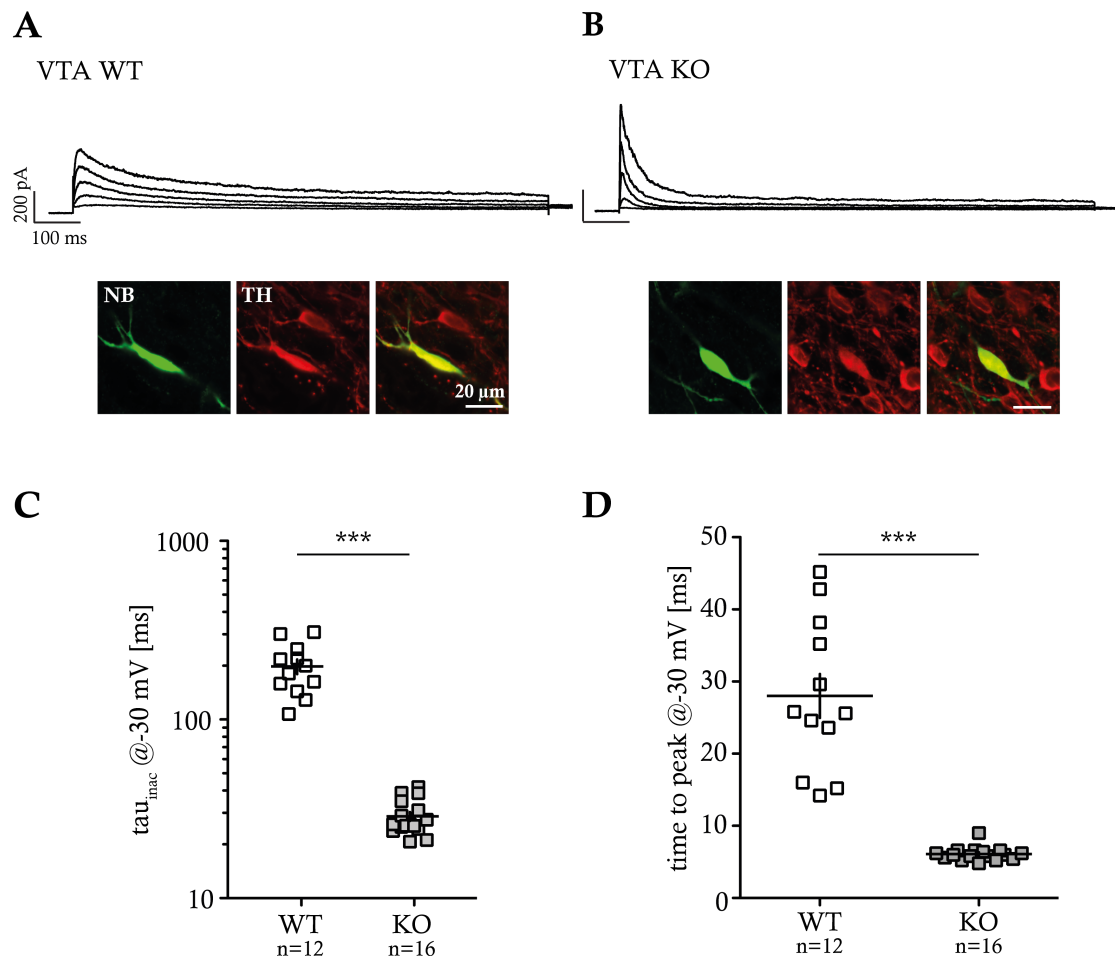 A
VTA WT
200 pA
100 ms
NB
TH
20 µm
B
VTA KO
C
tau_inac @-30 mV [ms]
1000
100
10
***
WT
n=12
KO
n=16
D
time to peak @-30 mV [ms]
50
40
30
20
10
0
***
WT
n=12
KO
n=16